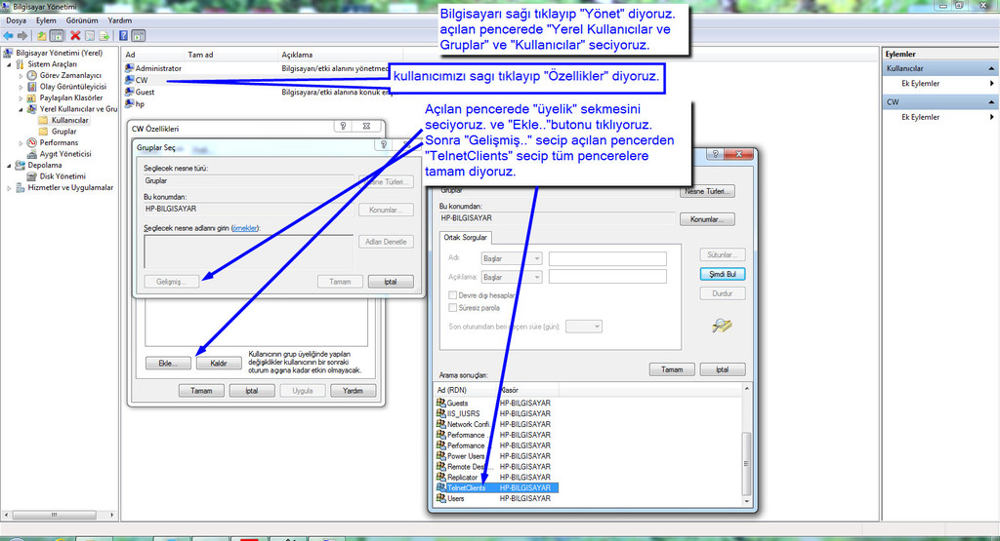 Bilgisayar Yönetimi
Dosya Eylem Görünüm Yardım
Bilgisayarı sağı tıklayıp "Yönet" diyoruz.
açılan pencerede "Yerel Kullanıcılar ve
Gruplar" ve "Kullanıcılar" seciyoruz.
Bilgisayar Yönetimi (Yerel)
Sistem Araçları
Görev Zamanlayıcı
Olay Görüntüleyicisi
Paylaşılan Klasörler
Yerel Kullanıcılar ve Gru
Kullanıcılar
Gruplar
Performans
Aygıt Yöneticisi
Depolama
Disk Yönetimi
Hizmetler ve Uygulamalar
Ad Tam ad Açıklama
Administrator Bilgisayarı/etki alanını yönetmed
CW
Guest Bilgisayara/etki alanına konuk eri
hp
kullanıcımızı sagı tıklayıp "Özellikler" diyoruz.
Eylemler
Kullanıcılar
Ek Eylemler
CW
Ek Eylemler
Açılan pencerede "üyelik" sekmesini
seciyoruz. ve "Ekle.."butonu tıklıyoruz.
Sonra "Gelişmiş.." secip açılan pencerden
"TelnetClients" secip tüm pencerelere
tamam diyoruz.
CW Özellikleri
Gruplar Seç
Seçilecek nesne türü:
Gruplar
Nesne Türleri...
Bu konumdan:
HP-BILGISAYAR
Konumlar...
Seçilecek nesne adlarını girin (örnekler):
Adları Denetle
Gelişmiş... Tamam İptal
Ekle... Kaldır
Kullanıcının grup üyeliğinde yapılan
değişiklikler kullanıcının bir sonraki
oturum açışına kadar etkin olmayacak.
Tamam İptal Uygula Yardım
Gruplar
Nesne Türleri...
Bu konumdan:
HP-BILGISAYAR
Konumlar...
Ortak Sorgular
Adı: Başlar
Açıklama: Başlar
Devre dışı hesaplar
Süresiz parola
Son oturumdan beri geçen süre (gün):
Sütunlar...
Şimdi Bul
Durdur
Tamam İptal
Arama sonuçları:
Ad (RDN) Klasör
Guests HP-BILGISAYAR
IIS_IUSRS HP-BILGISAYAR
Network Confi... HP-BILGISAYAR
Performance ... HP-BILGISAYAR
Performance ... HP-BILGISAYAR
Power Users HP-BILGISAYAR
Remote Des... HP-BILGISAYAR
Replicator HP-BILGISAYAR
TelnetClients HP-BILGISAYAR
Users HP-BILGISAYAR